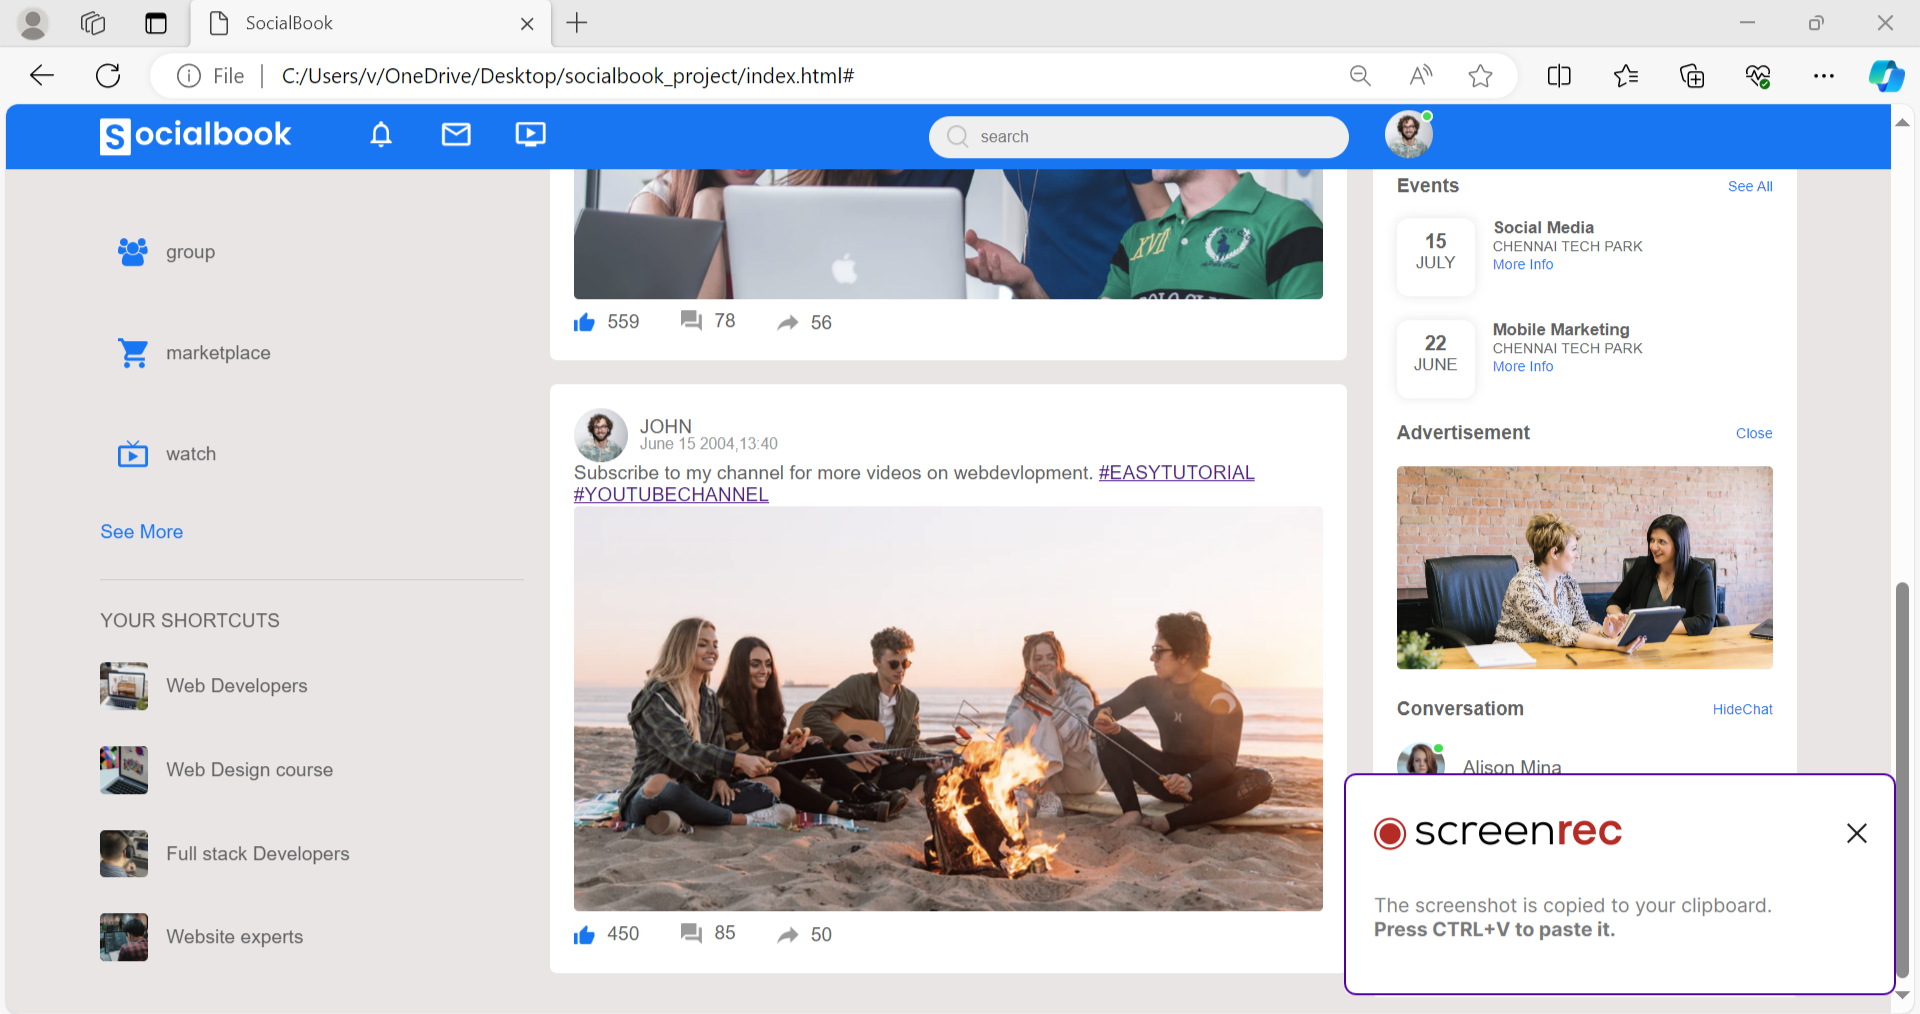 SocialBook
File
C:/Users/v/OneDrive/Desktop/socialbook_project/index.html#
Socialbook
search
group
marketplace
watch
See More
YOUR SHORTCUTS
Web Developers
Web Design course
Full stack Developers
Website experts
XVII
559 78 56
JOHN
June 15 2004,13:40
Subscribe to my channel for more videos on webdevlopment. #EASYTUTORIAL
#YOUTUBECHANNEL
450 85 50
Events See All
15
JULY
Social Media
CHENNAI TECH PARK
More Info
22
JUNE
Mobile Marketing
CHENNAI TECH PARK
More Info
Advertisement Close
Conversatiom HideChat
Alison Mina
screenrec
The screenshot is copied to your clipboard.
Press CTRL+V to paste it.